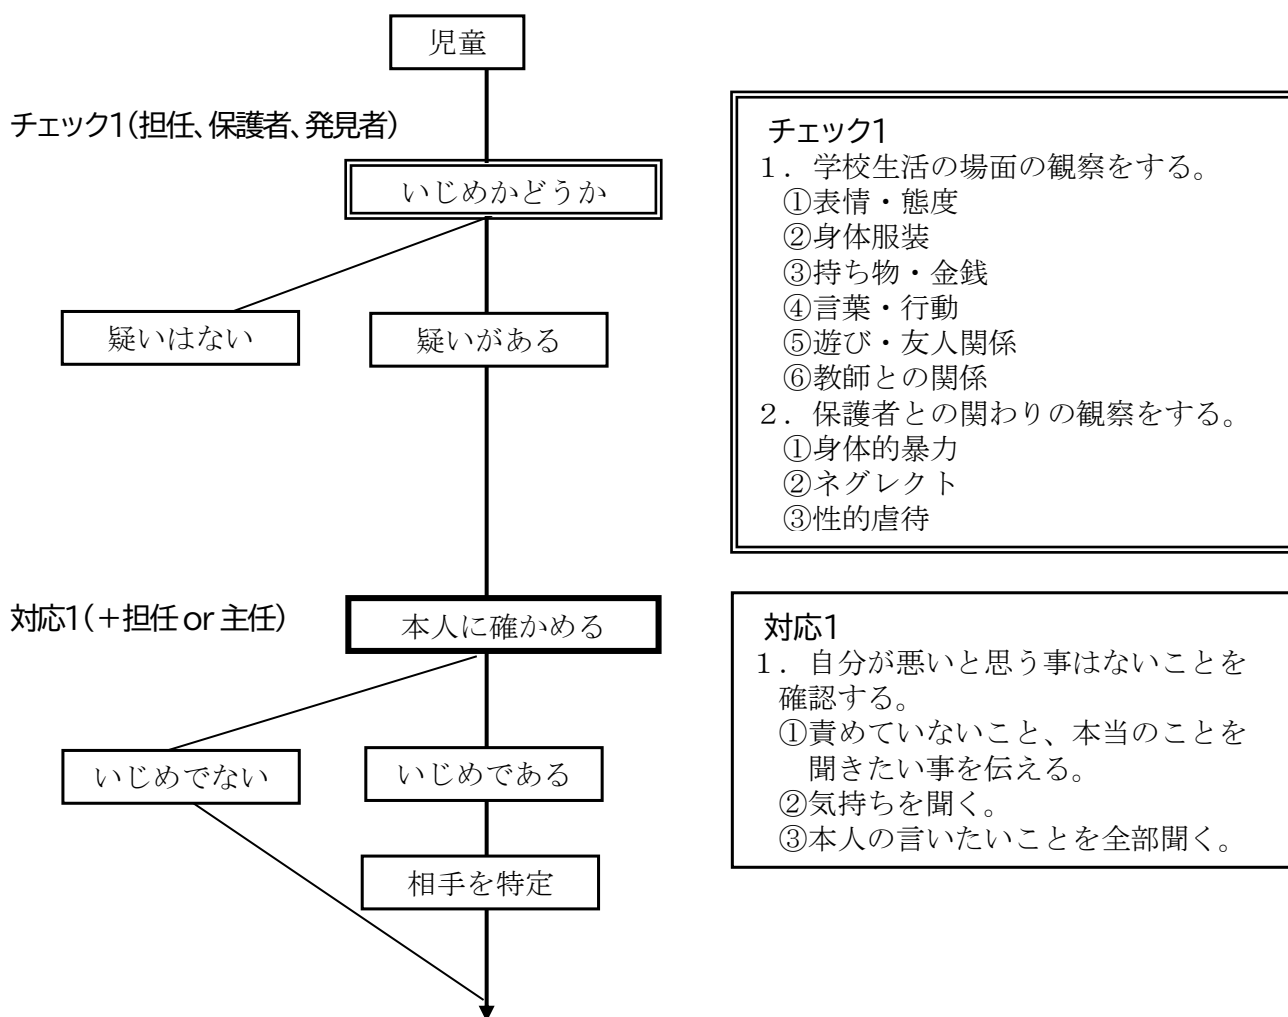 児童
チェック1(担任、保護者、発見者)
いじめかどうか
疑いはない
疑いがある
対応1(+担任 or 主任)
本人に確かめる
いじめでない
いじめである
相手を特定
チェック1
１．学校生活の場面の観察をする。
①表情・態度
②身体服装
③持ち物・金銭
④言葉・行動
⑤遊び・友人関係
⑥教師との関係
２．保護者との関わりの観察をする。
①身体的暴力
②ネグレクト
③性的虐待
対応1
１．自分が悪いと思う事はないことを
確認する。
①責めていないこと、本当のことを
聞きたい事を伝える。
②気持ちを聞く。
③本人の言いたいことを全部聞く。